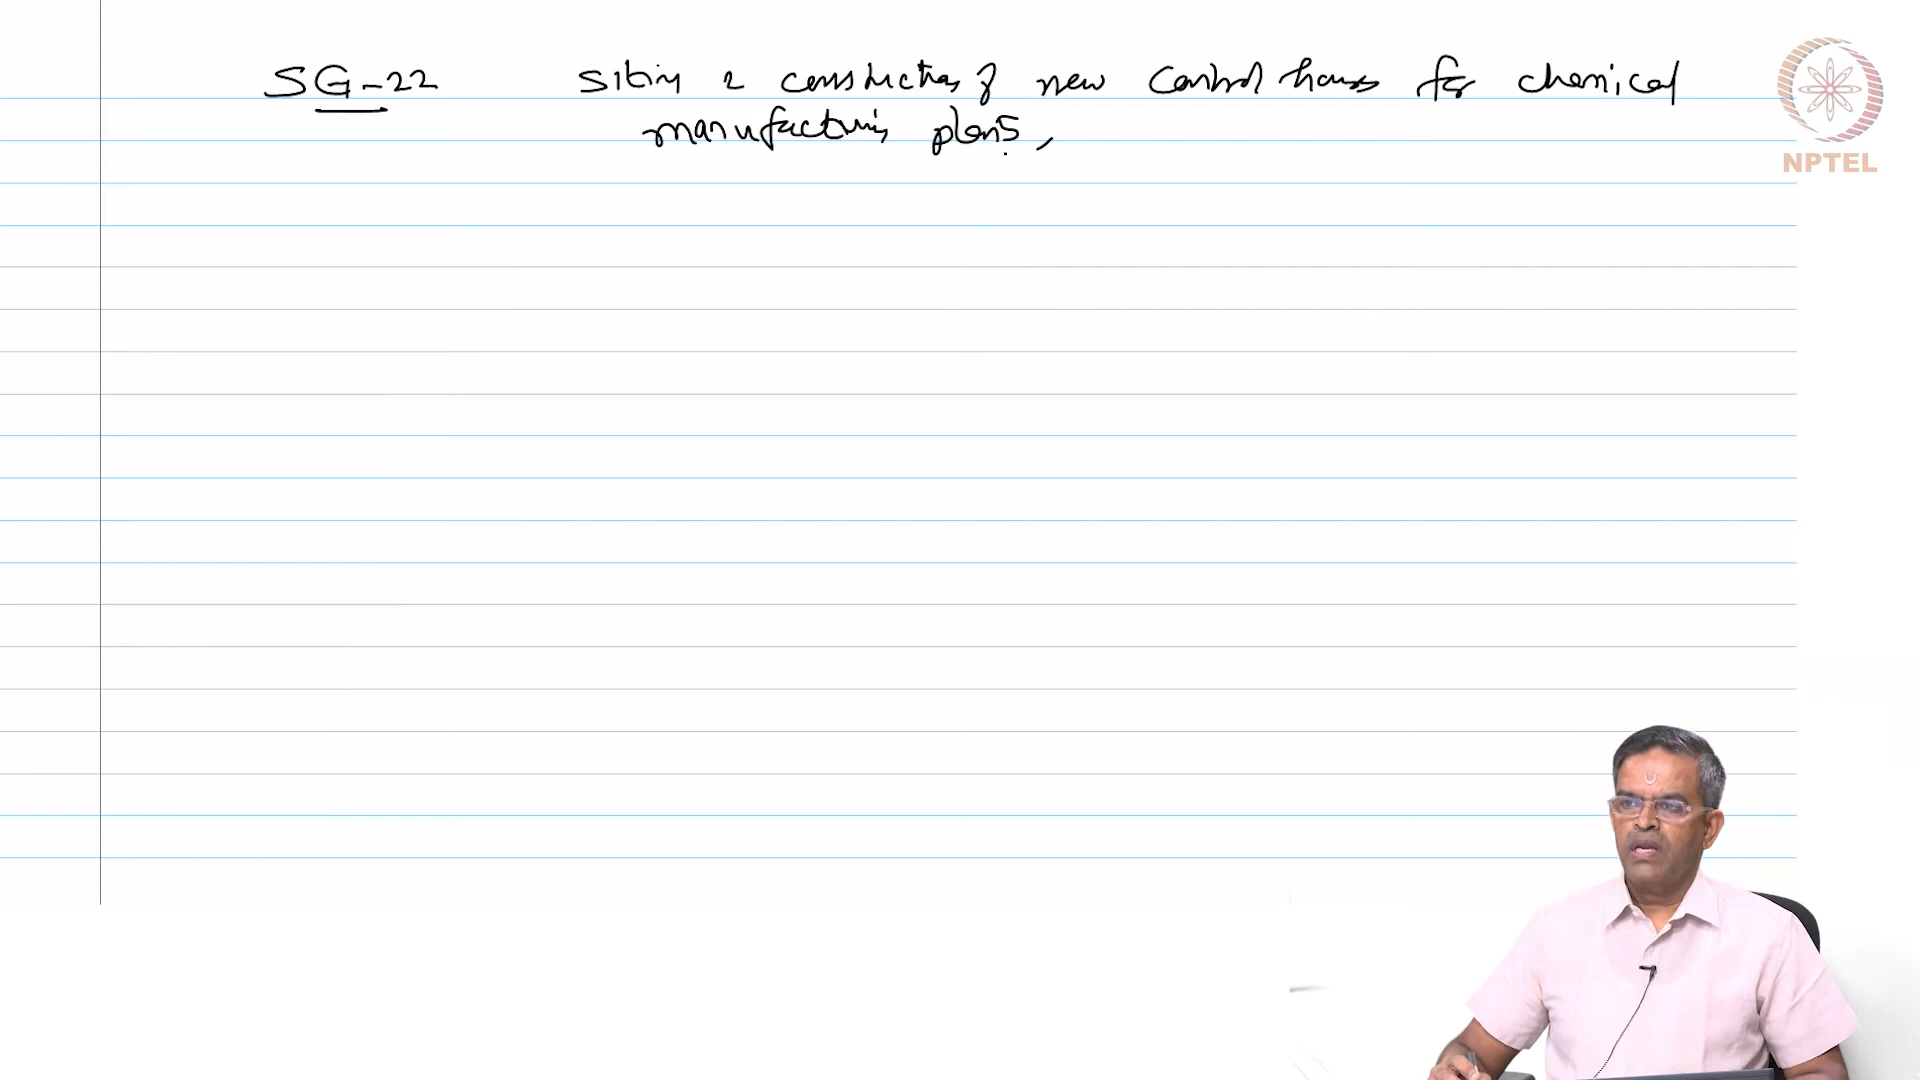 SG-22 siting & construction of new control house for chemical
manufacturing plants,
NPTEL